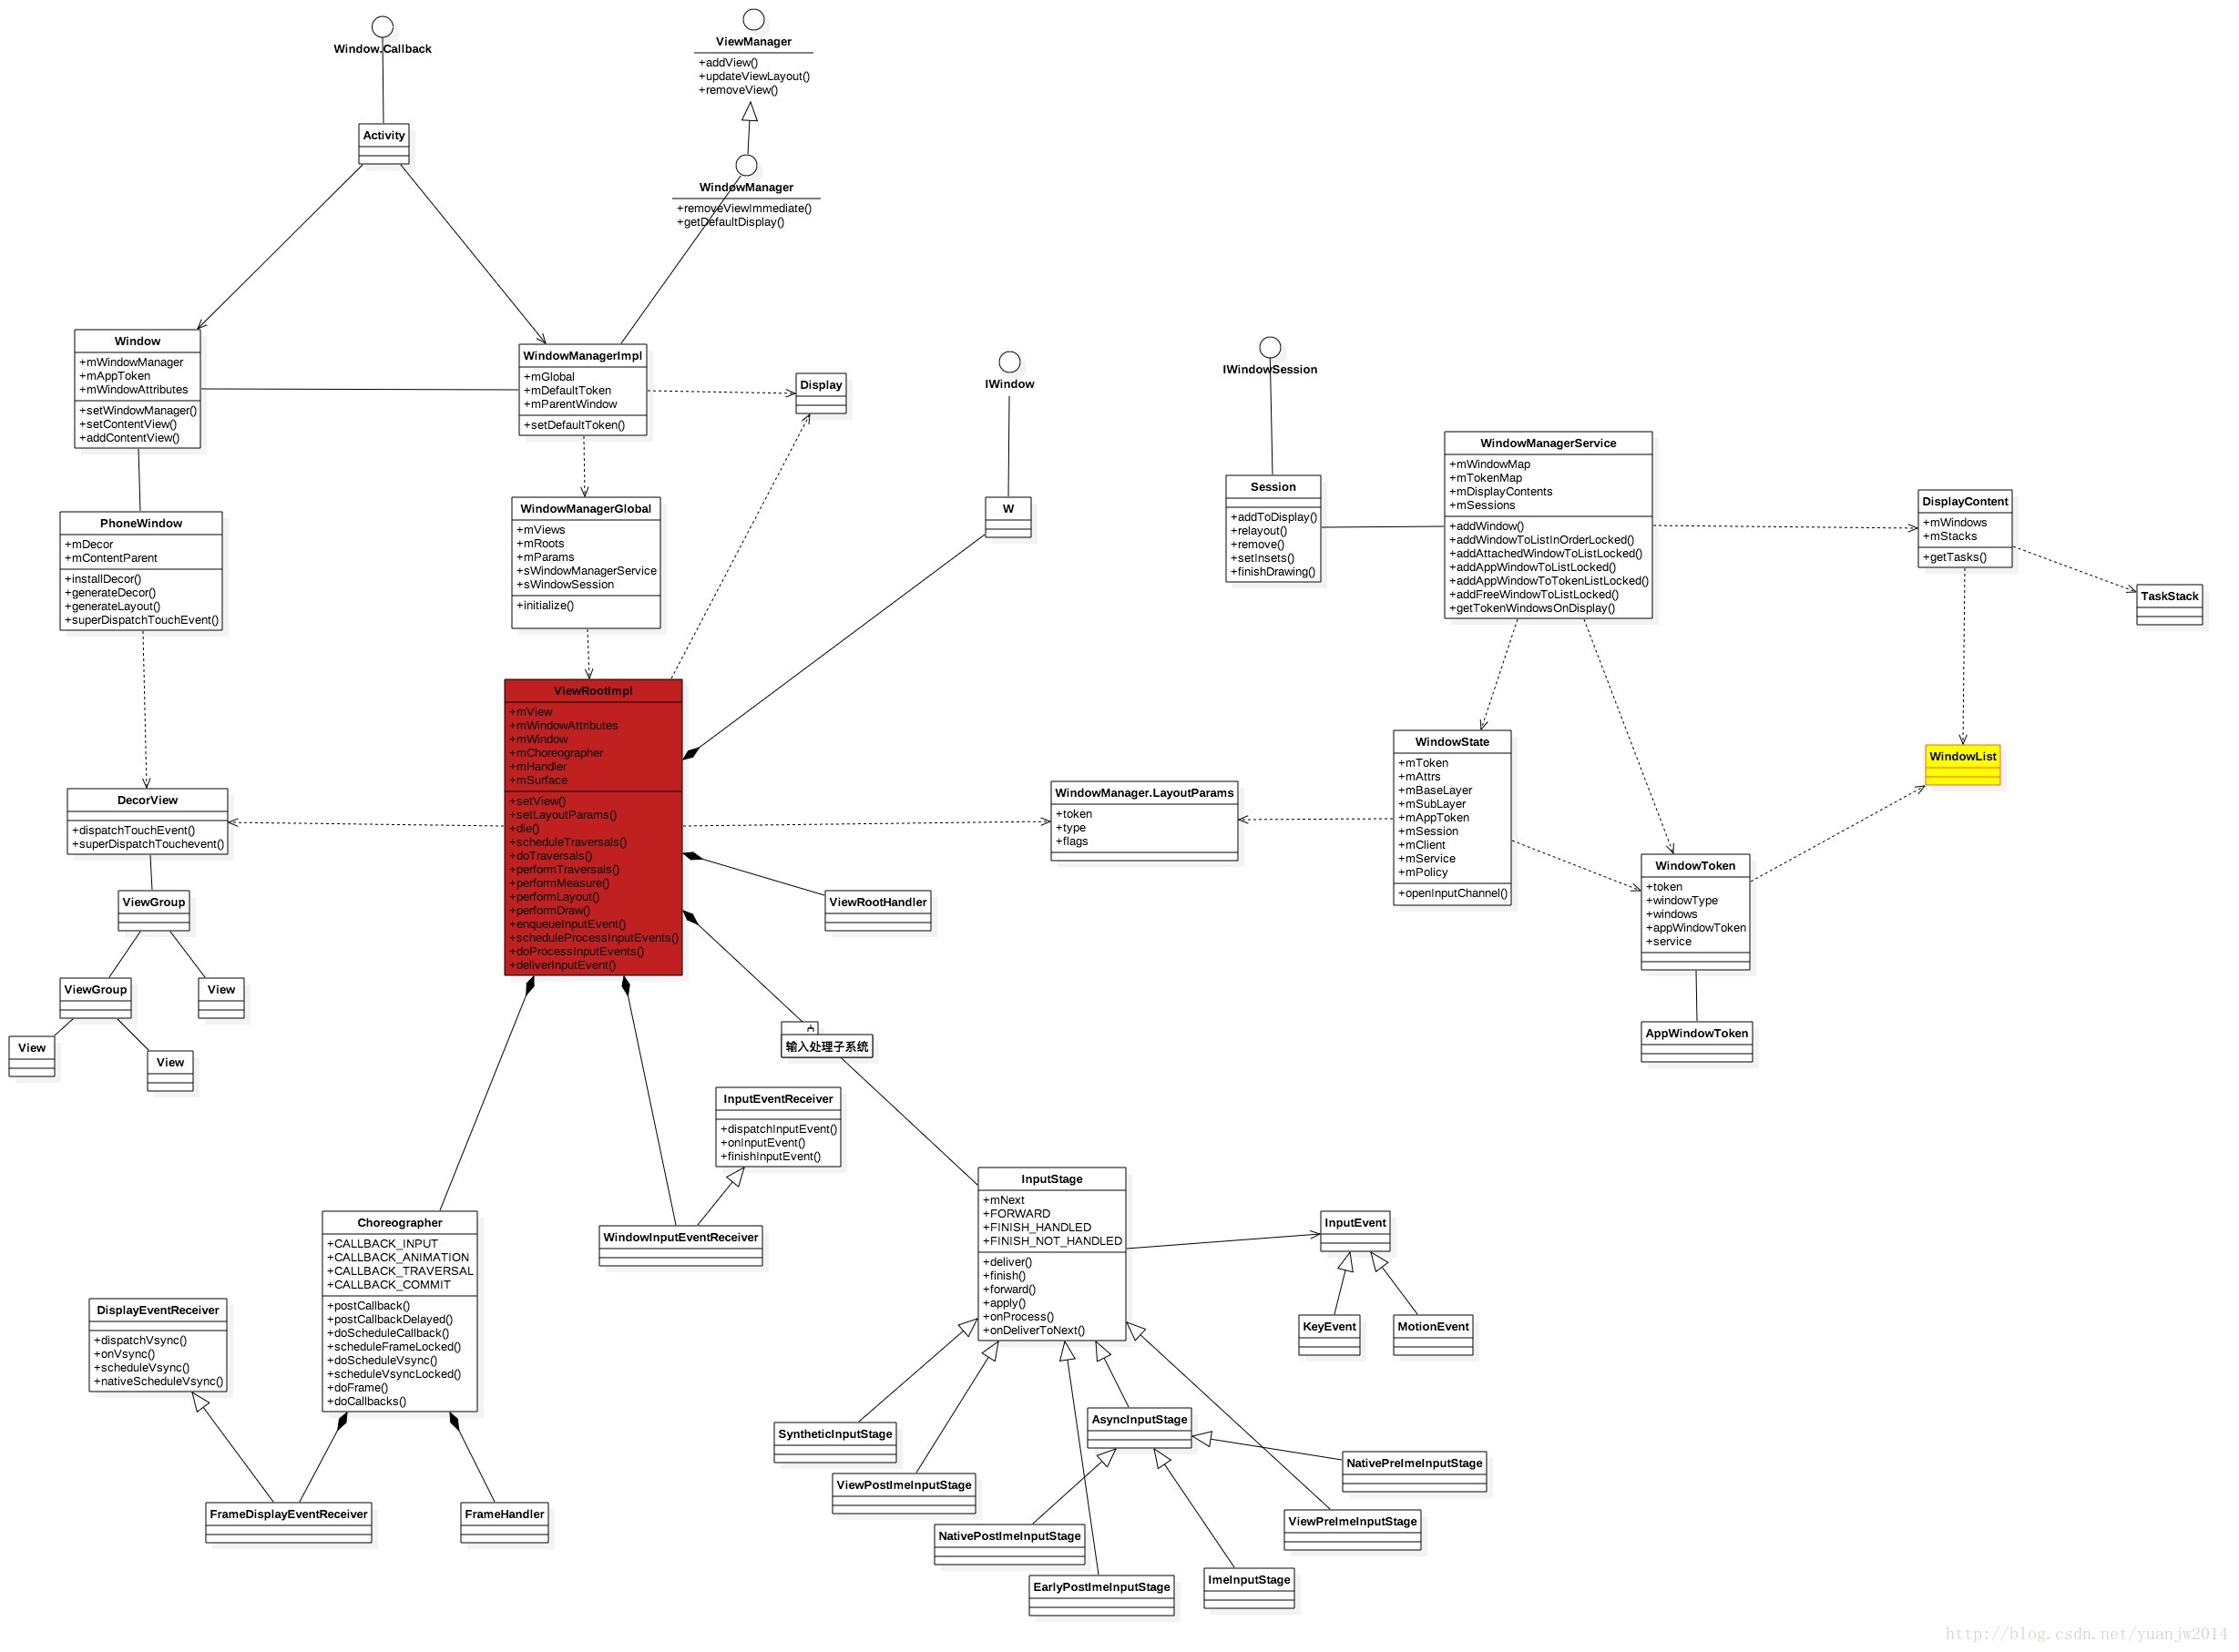 Window.Callback
ViewManager
+addView()
+updateViewLayout()
+removeView()
Activity
WindowManager
+removeViewImmediate()
+getDefaultDisplay()
Window
+mWindowManager
+mAppToken
+mWindowAttributes
+setWindowManager()
+setContentView()
+addContentView()
WindowManagerImpl
+mGlobal
+mDefaultToken
+mParentWindow
+setDefaultToken()
Display
IWindow
IWindowSession
Session
+addToDisplay()
+relayout()
+remove()
+setInsets()
+finishDrawing()
WindowManagerService
+mWindowMap
+mTokenMap
+mDisplayContents
+mSessions
+addWindow()
+addWindowToListInOrderLocked()
+addAttachedWindowToListLocked()
+addAppWindowToListLocked()
+addAppWindowToTokenListLocked()
+addFreeWindowToListLocked()
+getTokenWindowsOnDisplay()
DisplayContent
+mWindows
+mStacks
+getTasks()
TaskStack
PhoneWindow
+mDecor
+mContentParent
+installDecor()
+generateDecor()
+generateLayout()
+superDispatchTouchEvent()
WindowManagerGlobal
+mViews
+mRoots
+mParams
+sWindowManagerService
+sWindowSession
+initialize()
W
ViewRootImpl
+mView
+mWindowAttributes
+mWindow
+mChoreographer
+mHandler
+mSurface
+setView()
+setLayoutParams()
+die()
+scheduleTraversals()
+doTraversals()
+performTraversals()
+performMeasure()
+performLayout()
+performDraw()
+enqueueInputEvent()
+scheduleProcessInputEvents()
+doProcessInputEvents()
+deliverInputEvent()
DecorView
+dispatchTouchEvent()
+superDispatchTouchevent()
ViewGroup
ViewGroup
View
View
View
WindowManager.LayoutParams
+token
+type
+flags
ViewRootHandler
WindowState
+mToken
+mAttrs
+mBaseLayer
+mSubLayer
+mAppToken
+mSession
+mClient
+mService
+mPolicy
+openInputChannel()
WindowList
WindowToken
+token
+windowType
+windows
+appWindowToken
+service
AppWindowToken
输入处理子系统
InputEventReceiver
+dispatchInputEvent()
+onInputEvent()
+finishInputEvent()
WindowInputEventReceiver
InputStage
+mNext
+FORWARD
+FINISH_HANDLED
+FINISH_NOT_HANDLED
+deliver()
+finish()
+forward()
+apply()
+onProcess()
+onDeliverToNext()
InputEvent
KeyEvent
MotionEvent
Choreographer
+CALLBACK_INPUT
+CALLBACK_ANIMATION
+CALLBACK_TRAVERSAL
+CALLBACK_COMMIT
+postCallback()
+postCallbackDelayed()
+doScheduleCallback()
+scheduleFrameLocked()
+doScheduleVsync()
+scheduleVsyncLocked()
+doFrame()
+doCallbacks()
DisplayEventReceiver
+dispatchVsync()
+onVsync()
+scheduleVsync()
+nativeScheduleVsync()
FrameDisplayEventReceiver
FrameHandler
SyntheticInputStage
AsyncInputStage
ViewPostImeInputStage
NativePreImeInputStage
NativePostImeInputStage
ViewPreImeInputStage
EarlyPostImeInputStage
ImeInputStage
http://blog.csdn.net/yuanjw2014